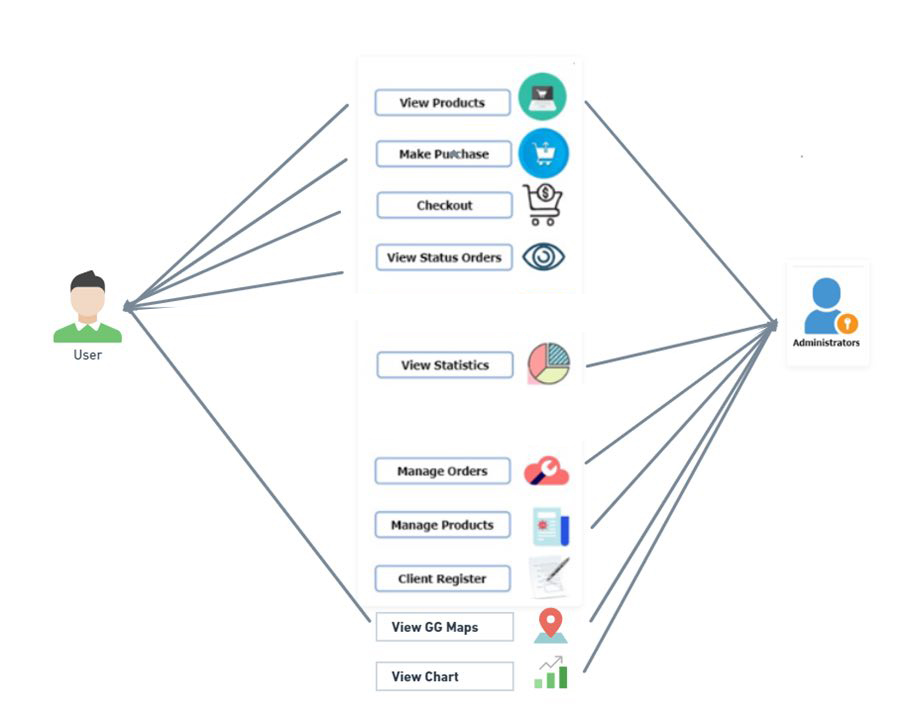 View Products
Make Purchase
Checkout
View Status Orders
User
Administrators
View Statistics
Manage Orders
Manage Products
Client Register
View GG Maps
View Chart